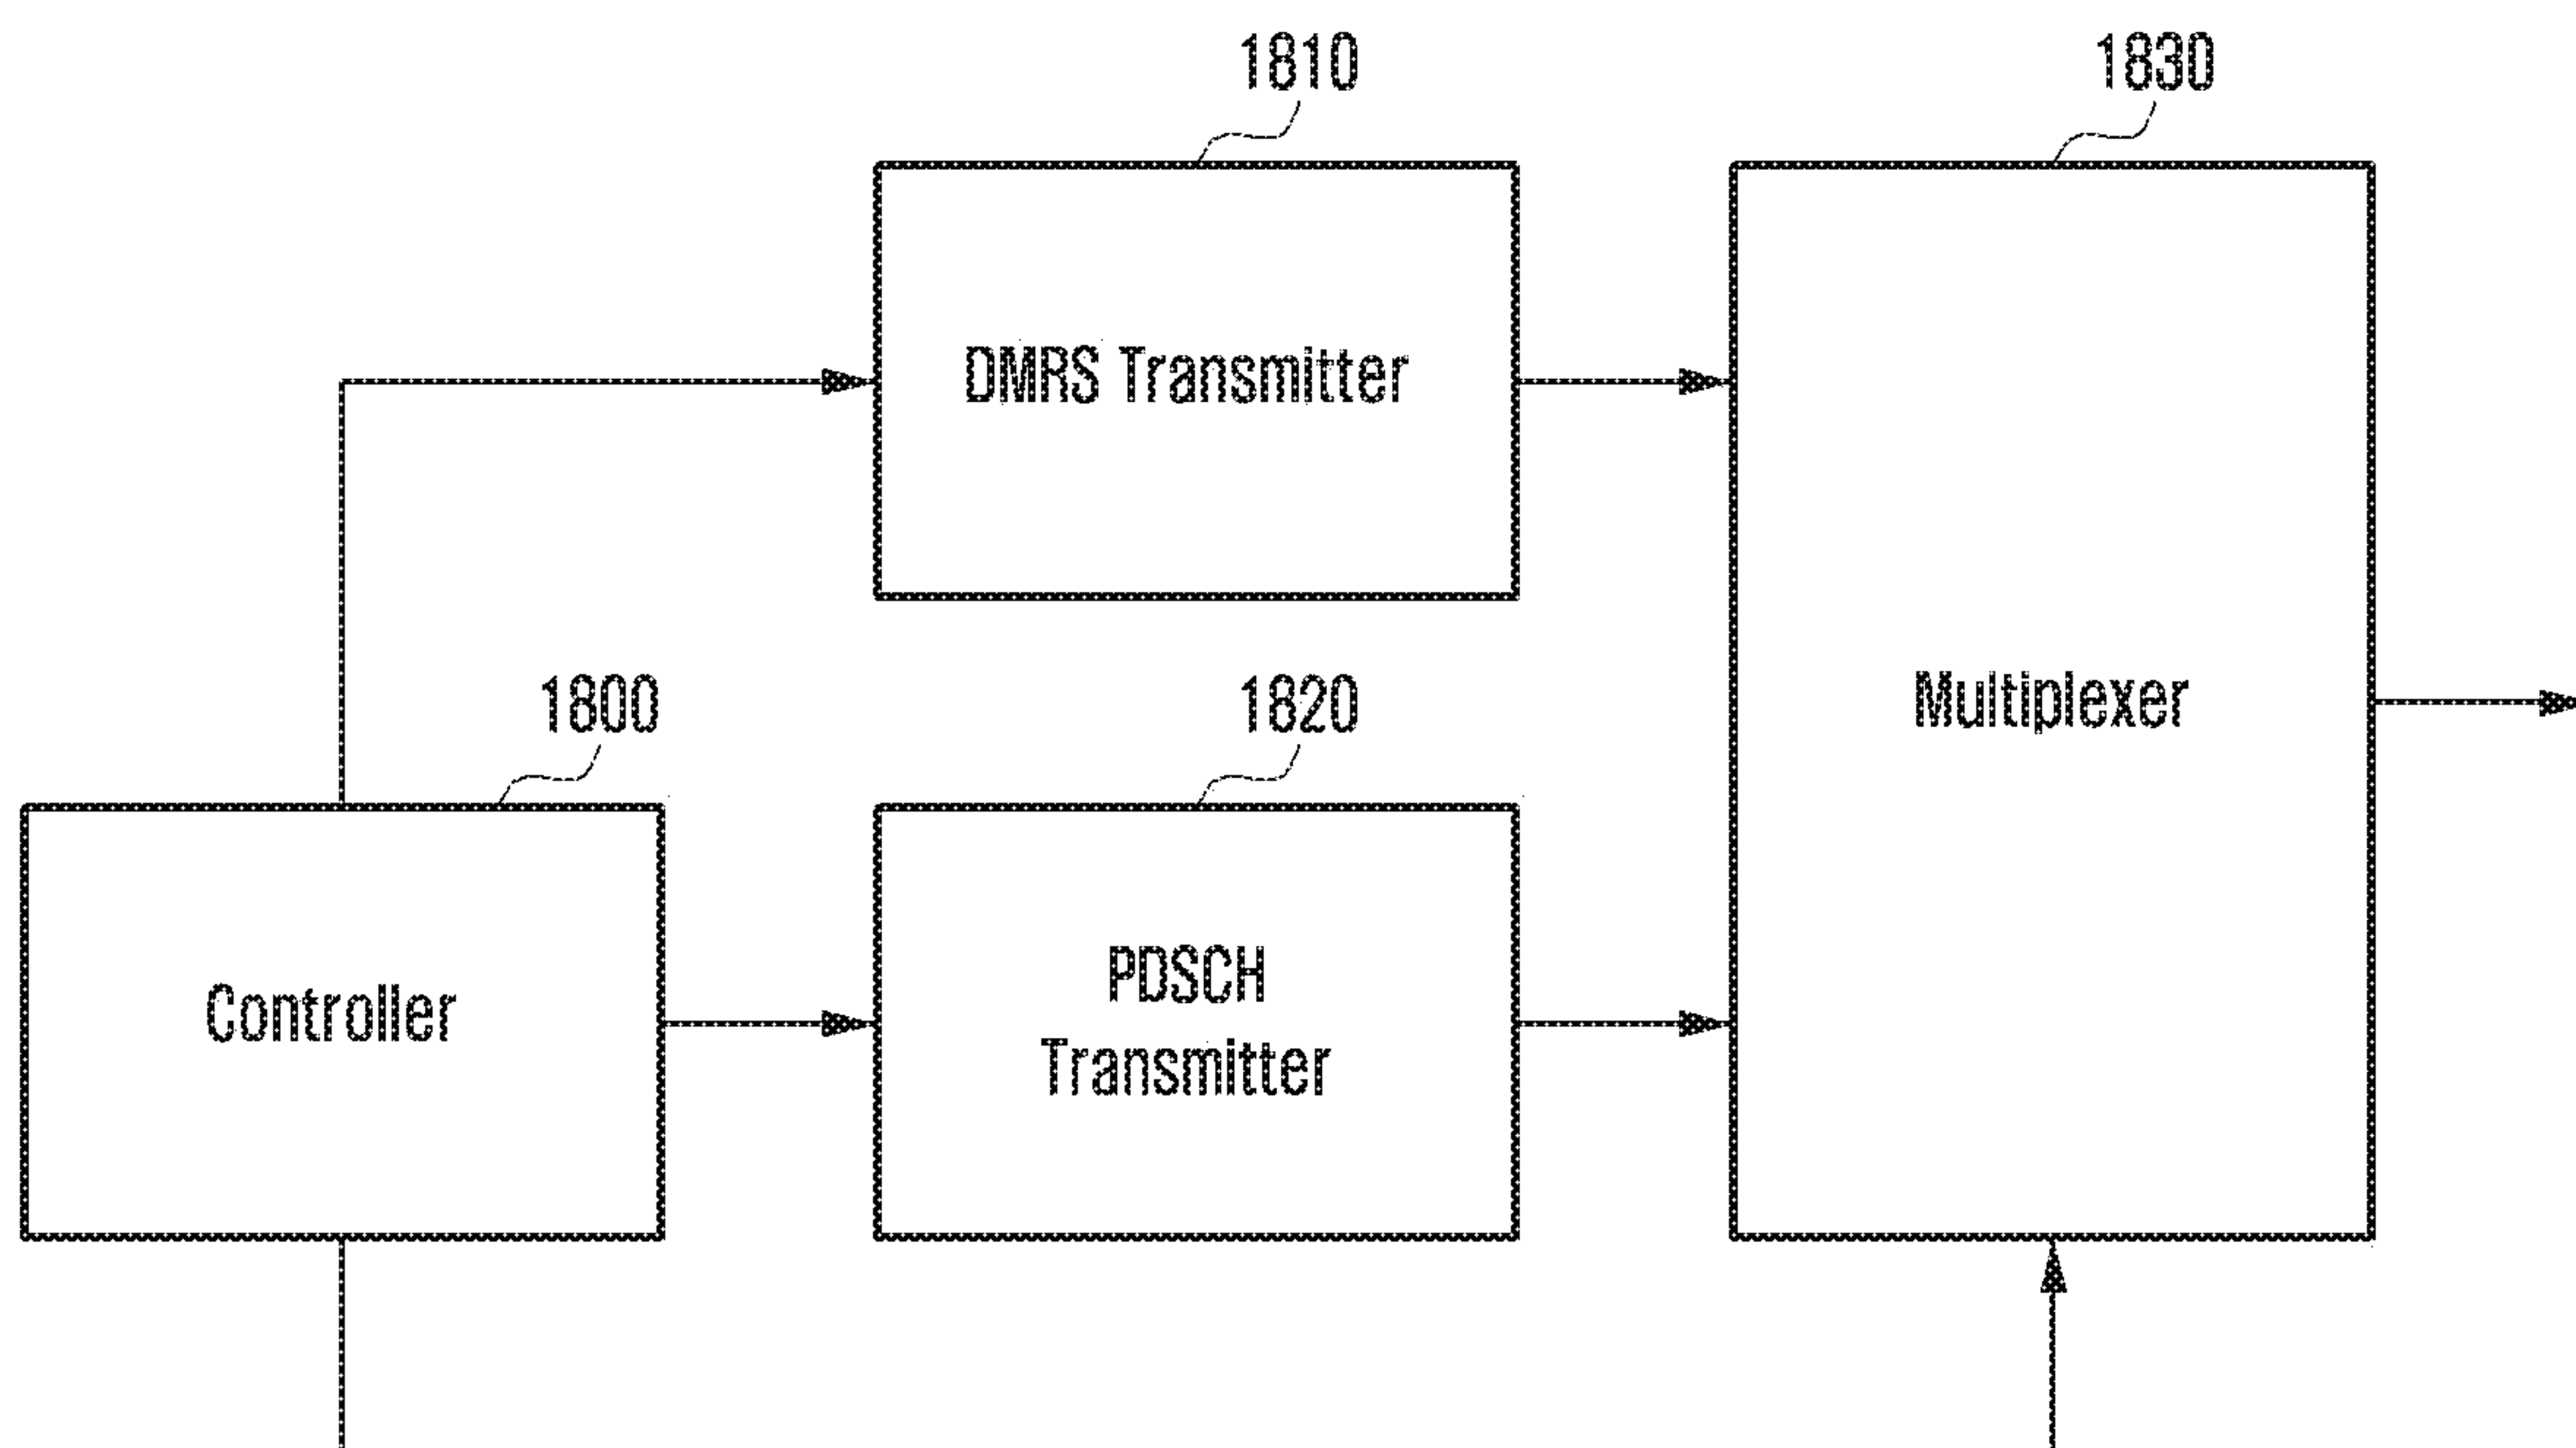 1810
1830
DMRS Transmitter
1800
1820
Multiplexer
Controller
PDSCH
Transmitter